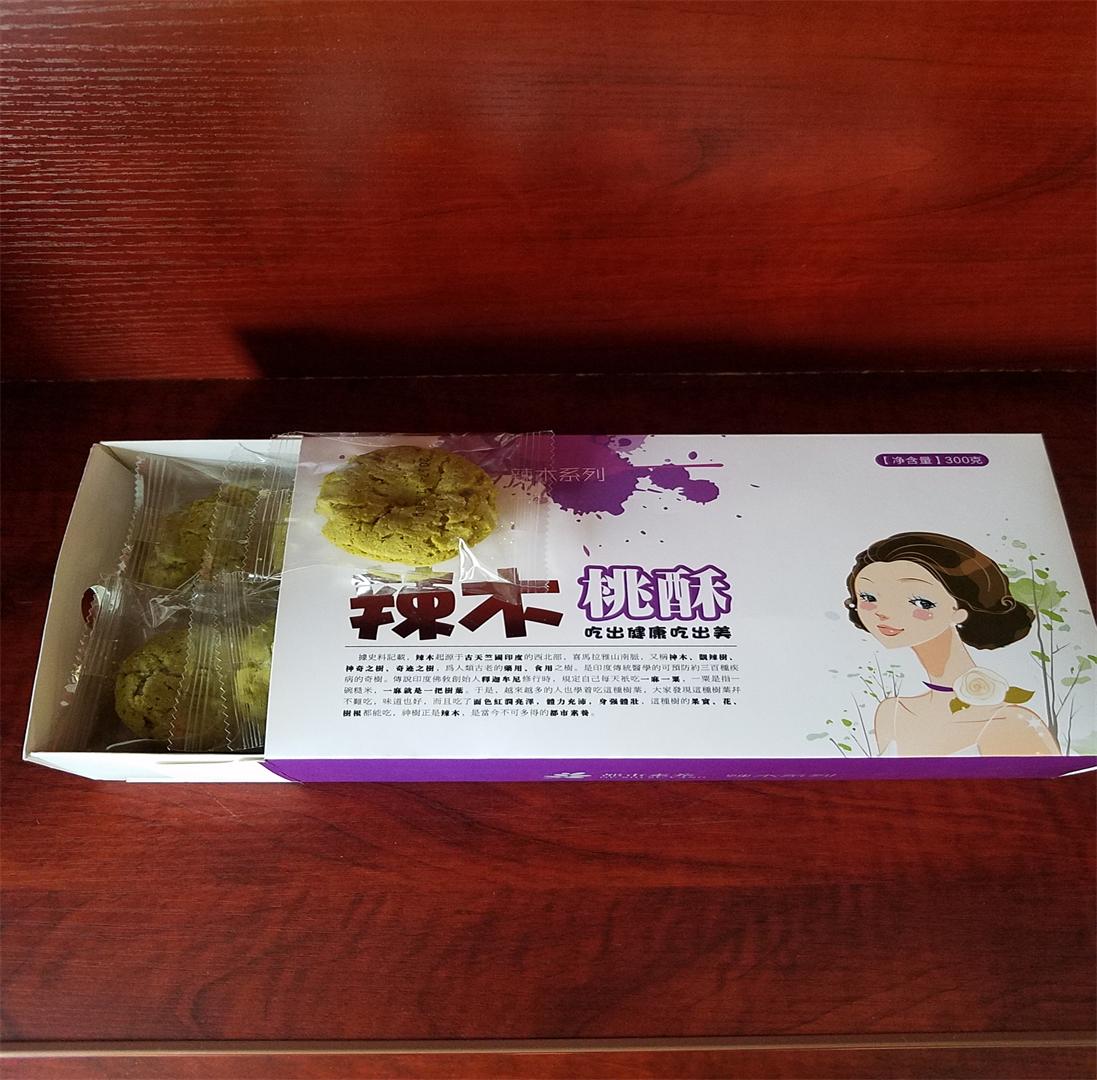 辣木系列
【净含量】300克
辣木 桃酥
吃出健康吃出美
據史料記載，辣木起源于古天竺國印度的西北部，喜馬拉雅山南脈，又稱神木、鼓辣樹、
神奇之樹、奇迹之樹，爲人類古老的藥用、食用之樹。是印度傳統醫學的可預防約三百種疾
病的奇樹。傳說印度佛教創始人釋迦牟尼修行時，規定自己每天祇吃一麻一粟，一粟是指一
碗糙米，一麻就是一把樹葉。于是，越來越多的人也學着吃這種樹葉，大家發現這種樹葉并
不難吃，味道也好，而且吃了面色紅潤亮澤，體力充沛，身强體壯，這種樹的果實、花、
樹根都能吃，神樹正是辣木，是當今不可多得的都市素養。